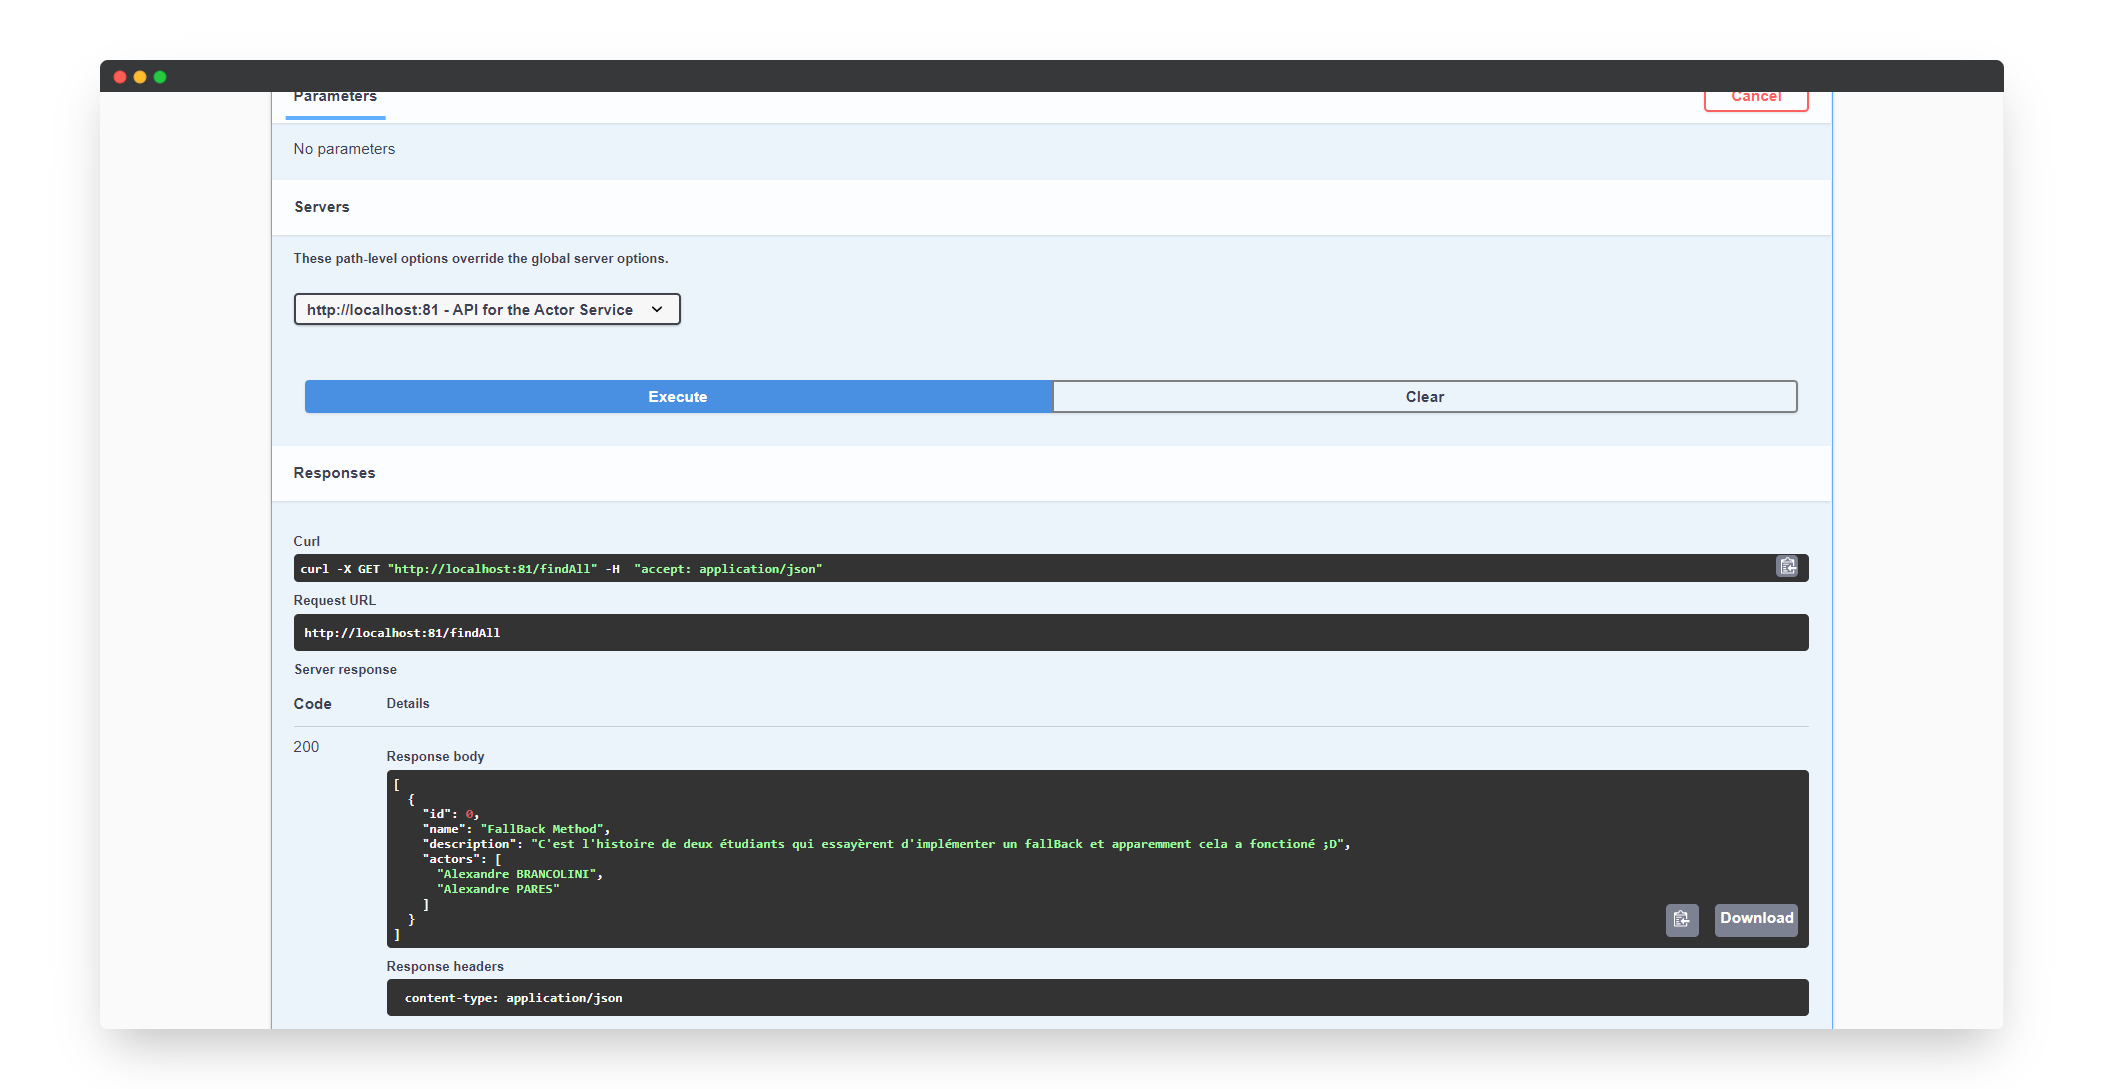 Parameters
Cancel
No parameters
Servers
These path-level options override the global server options.
http://localhost:81 - API for the Actor Service
Execute
Clear
Responses
Curl
curl -X GET "http://localhost:81/findAll" -H  "accept: application/json"
Request URL
http://localhost:81/findAll
Server response
Code
Details
200
Response body
[
  {
    "id": 0,
    "name": "FallBack Method",
    "description": "C'est l'histoire de deux étudiants qui essayèrent d'implémenter un fallBack et apparemment cela a fonctioné ;D",
    "actors": [
      "Alexandre BRANCOLINI",
      "Alexandre PARES"
    ]
  }
]
Download
Response headers
content-type: application/json